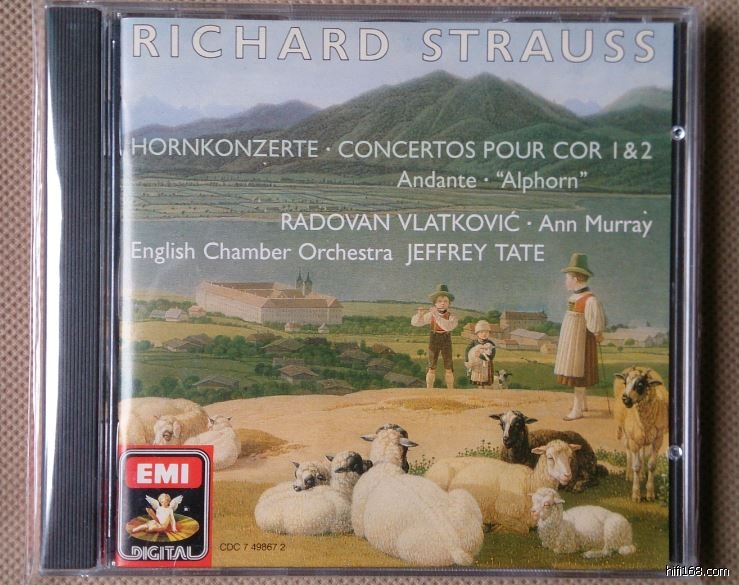 RICHARD STRAUSS
HORNKONZERTE · CONCERTOS POUR COR 1 & 2
Andante · "Alphorn"
RADOVAN VLATKOVIĆ · Ann Murray
English Chamber Orchestra JEFFREY TATE
EMI
DIGITAL
CDC 7 49867 2
hifi168.com